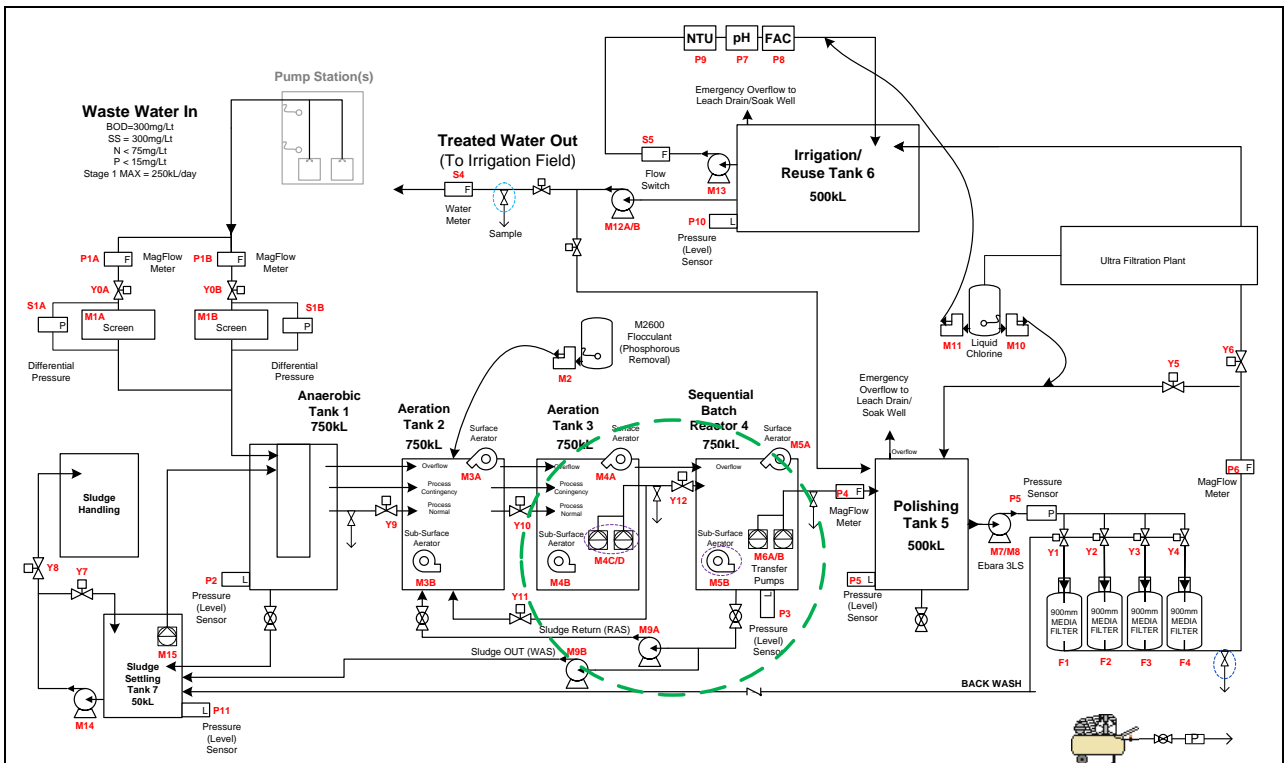 NTU
pH
FAC
P9
P7
P8
Pump Station(s)
Waste Water In
BOD=300mg/Lt
SS = 300mg/Lt
N < 75mg/Lt
P < 15mg/Lt
Stage 1 MAX = 250kL/day
Emergency Overflow to
Leach Drain/Soak Well
Treated Water Out
(To Irrigation Field)
S4
F
Water
Meter
Sample
S5
F
Flow
Switch
M13
M12A/B
P10
L
Pressure
(Level)
Sensor
Irrigation/
Reuse Tank 6
500kL
P1A
F
MagFlow
Meter
P1B
F
MagFlow
Meter
Y0A
Y0B
S1A
P
M1A
Screen
M1B
Screen
S1B
P
Differential
Pressure
Differential
Pressure
M2600
Flocculant
(Phosphorous
Removal)
M2
Ultra Filtration Plant
M11
Liquid
Chlorine
M10
Y6
Y5
Emergency
Overflow to
Leach Drain/
Soak Well
Overflow
Anaerobic
Tank 1
750kL
Aeration
Tank 2
750kL
Surface
Aerator
M3A
Overflow
Process
Contingency
Process
Normal
Sub-Surface
Aerator
M3B
Y9
Aeration
Tank 3
750kL
Surface
Aerator
M4A
Overflow
Process
Contingency
Process
Normal
Sub-Surface
Aerator
M4B
M4C/D
Y10
Y11
Y12
Sequential
Batch
Reactor 4
750kL
Surface
Aerator
M5A
Overflow
Sub-Surface
Aerator
M5B
M6A/B
Transfer
Pumps
L
P3
Pressure
(Level)
Sensor
P4
F
MagFlow
Meter
Polishing
Tank 5
500kL
P5
L
Pressure
(Level)
Sensor
Pressure
Sensor
P5
P
M7/M8
Ebara 3LS
P6
F
MagFlow
Meter
Y1
Y2
Y3
Y4
900mm
MEDIA
FILTER
900mm
MEDIA
FILTER
900mm
MEDIA
FILTER
900mm
MEDIA
FILTER
F1
F2
F3
F4
Sludge
Handling
Y8
Y7
P2
L
Pressure
(Level)
Sensor
M15
Sludge
Settling
Tank 7
50kL
M14
L
P11
Pressure
(Level)
Sensor
Sludge Return (RAS)
M9A
Sludge OUT (WAS)
M9B
BACK WASH
P